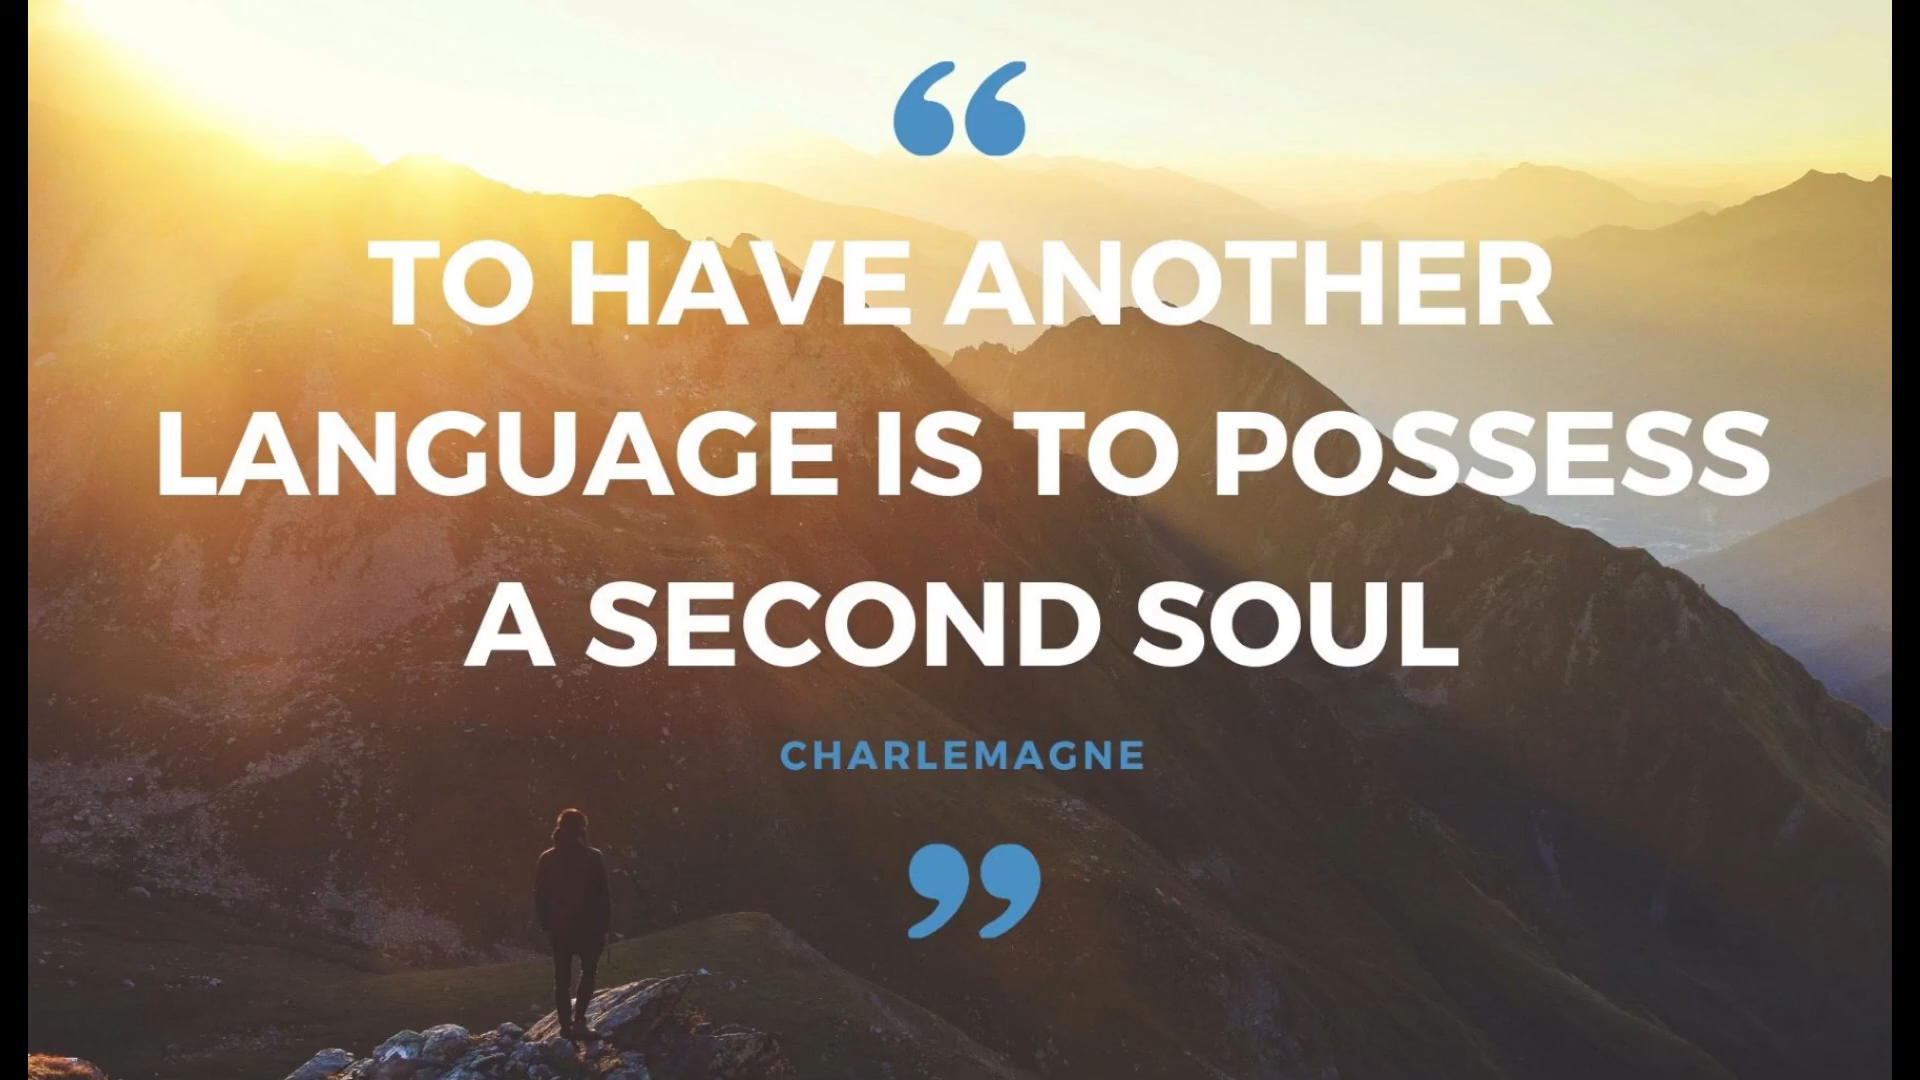 “
TO HAVE ANOTHER
LANGUAGE IS TO POSSESS
A SECOND SOUL
CHARLEMAGNE
”